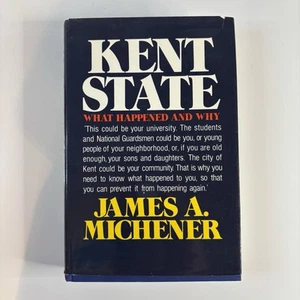 KENT
STATE
WHAT HAPPENED AND WHY
'This could be your university. The students
and National Guardsmen could be you, or young
people of your neighborhood, or, if you are old
enough, your sons and daughters. The city of
Kent could be your community. That is why you
need to know what happened to you, so that
you can prevent it from happening again.'
JAMES A.
MICHENER